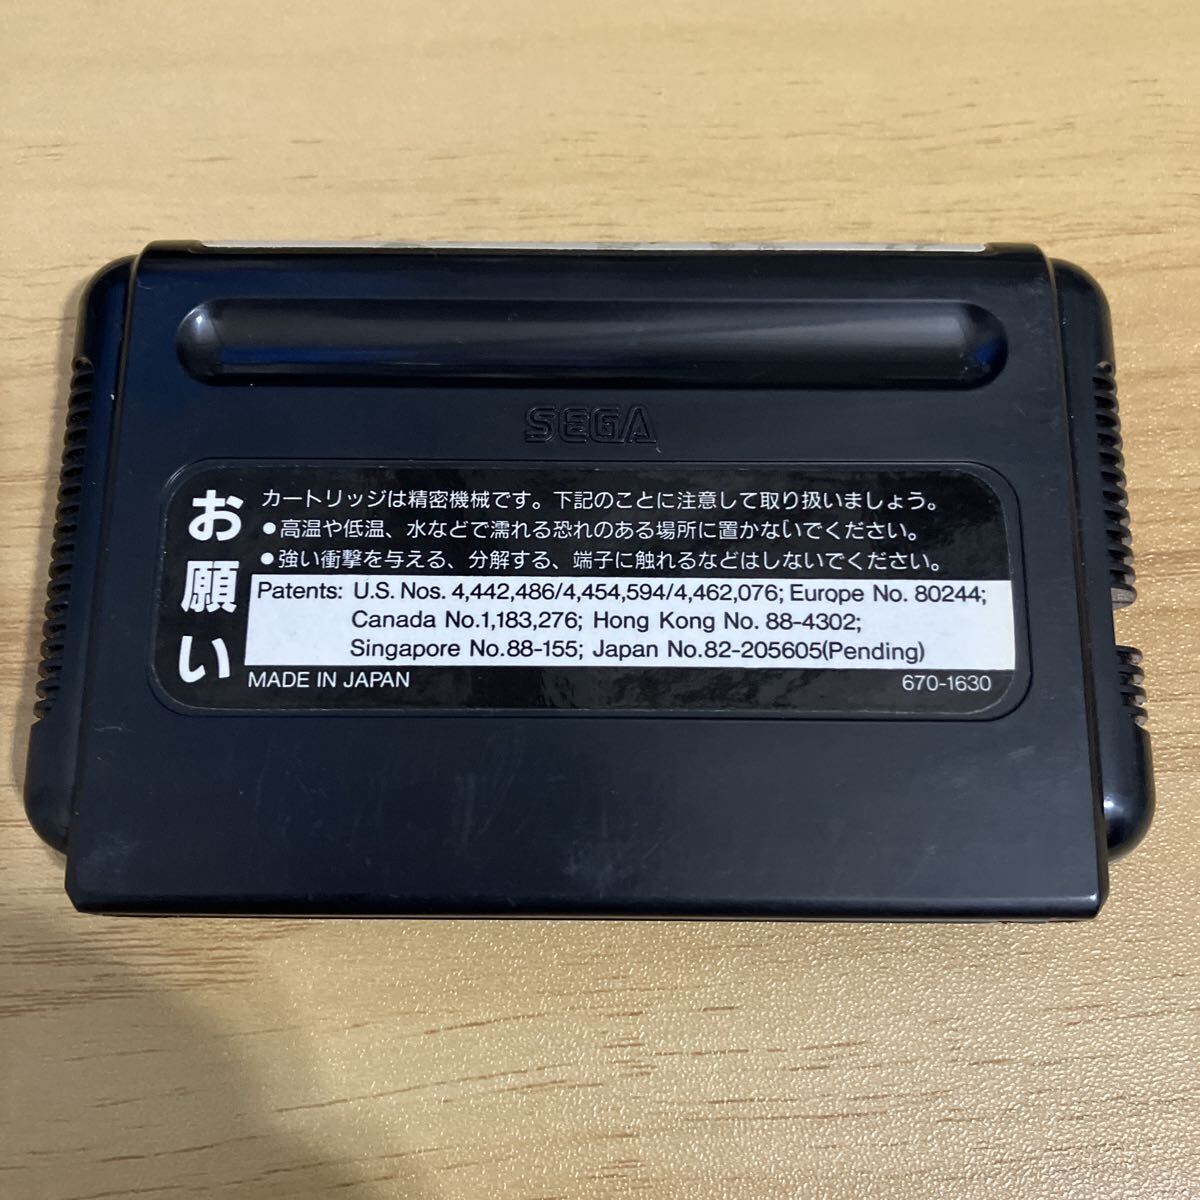 SEGA
お願い
カートリッジは精密機械です。下記のことに注意して取り扱いましょう。
●高温や低温、水などで濡れる恐れのある場所に置かないでください。
●強い衝撃を与える、分解する、端子に触れるなどはしないでください。
Patents: U.S. Nos. 4,442,486/4,454,594/4,462,076; Europe No. 80244;
Canada No.1,183,276; Hong Kong No. 88-4302;
Singapore No.88-155; Japan No.82-205605(Pending)
MADE IN JAPAN
670-1630